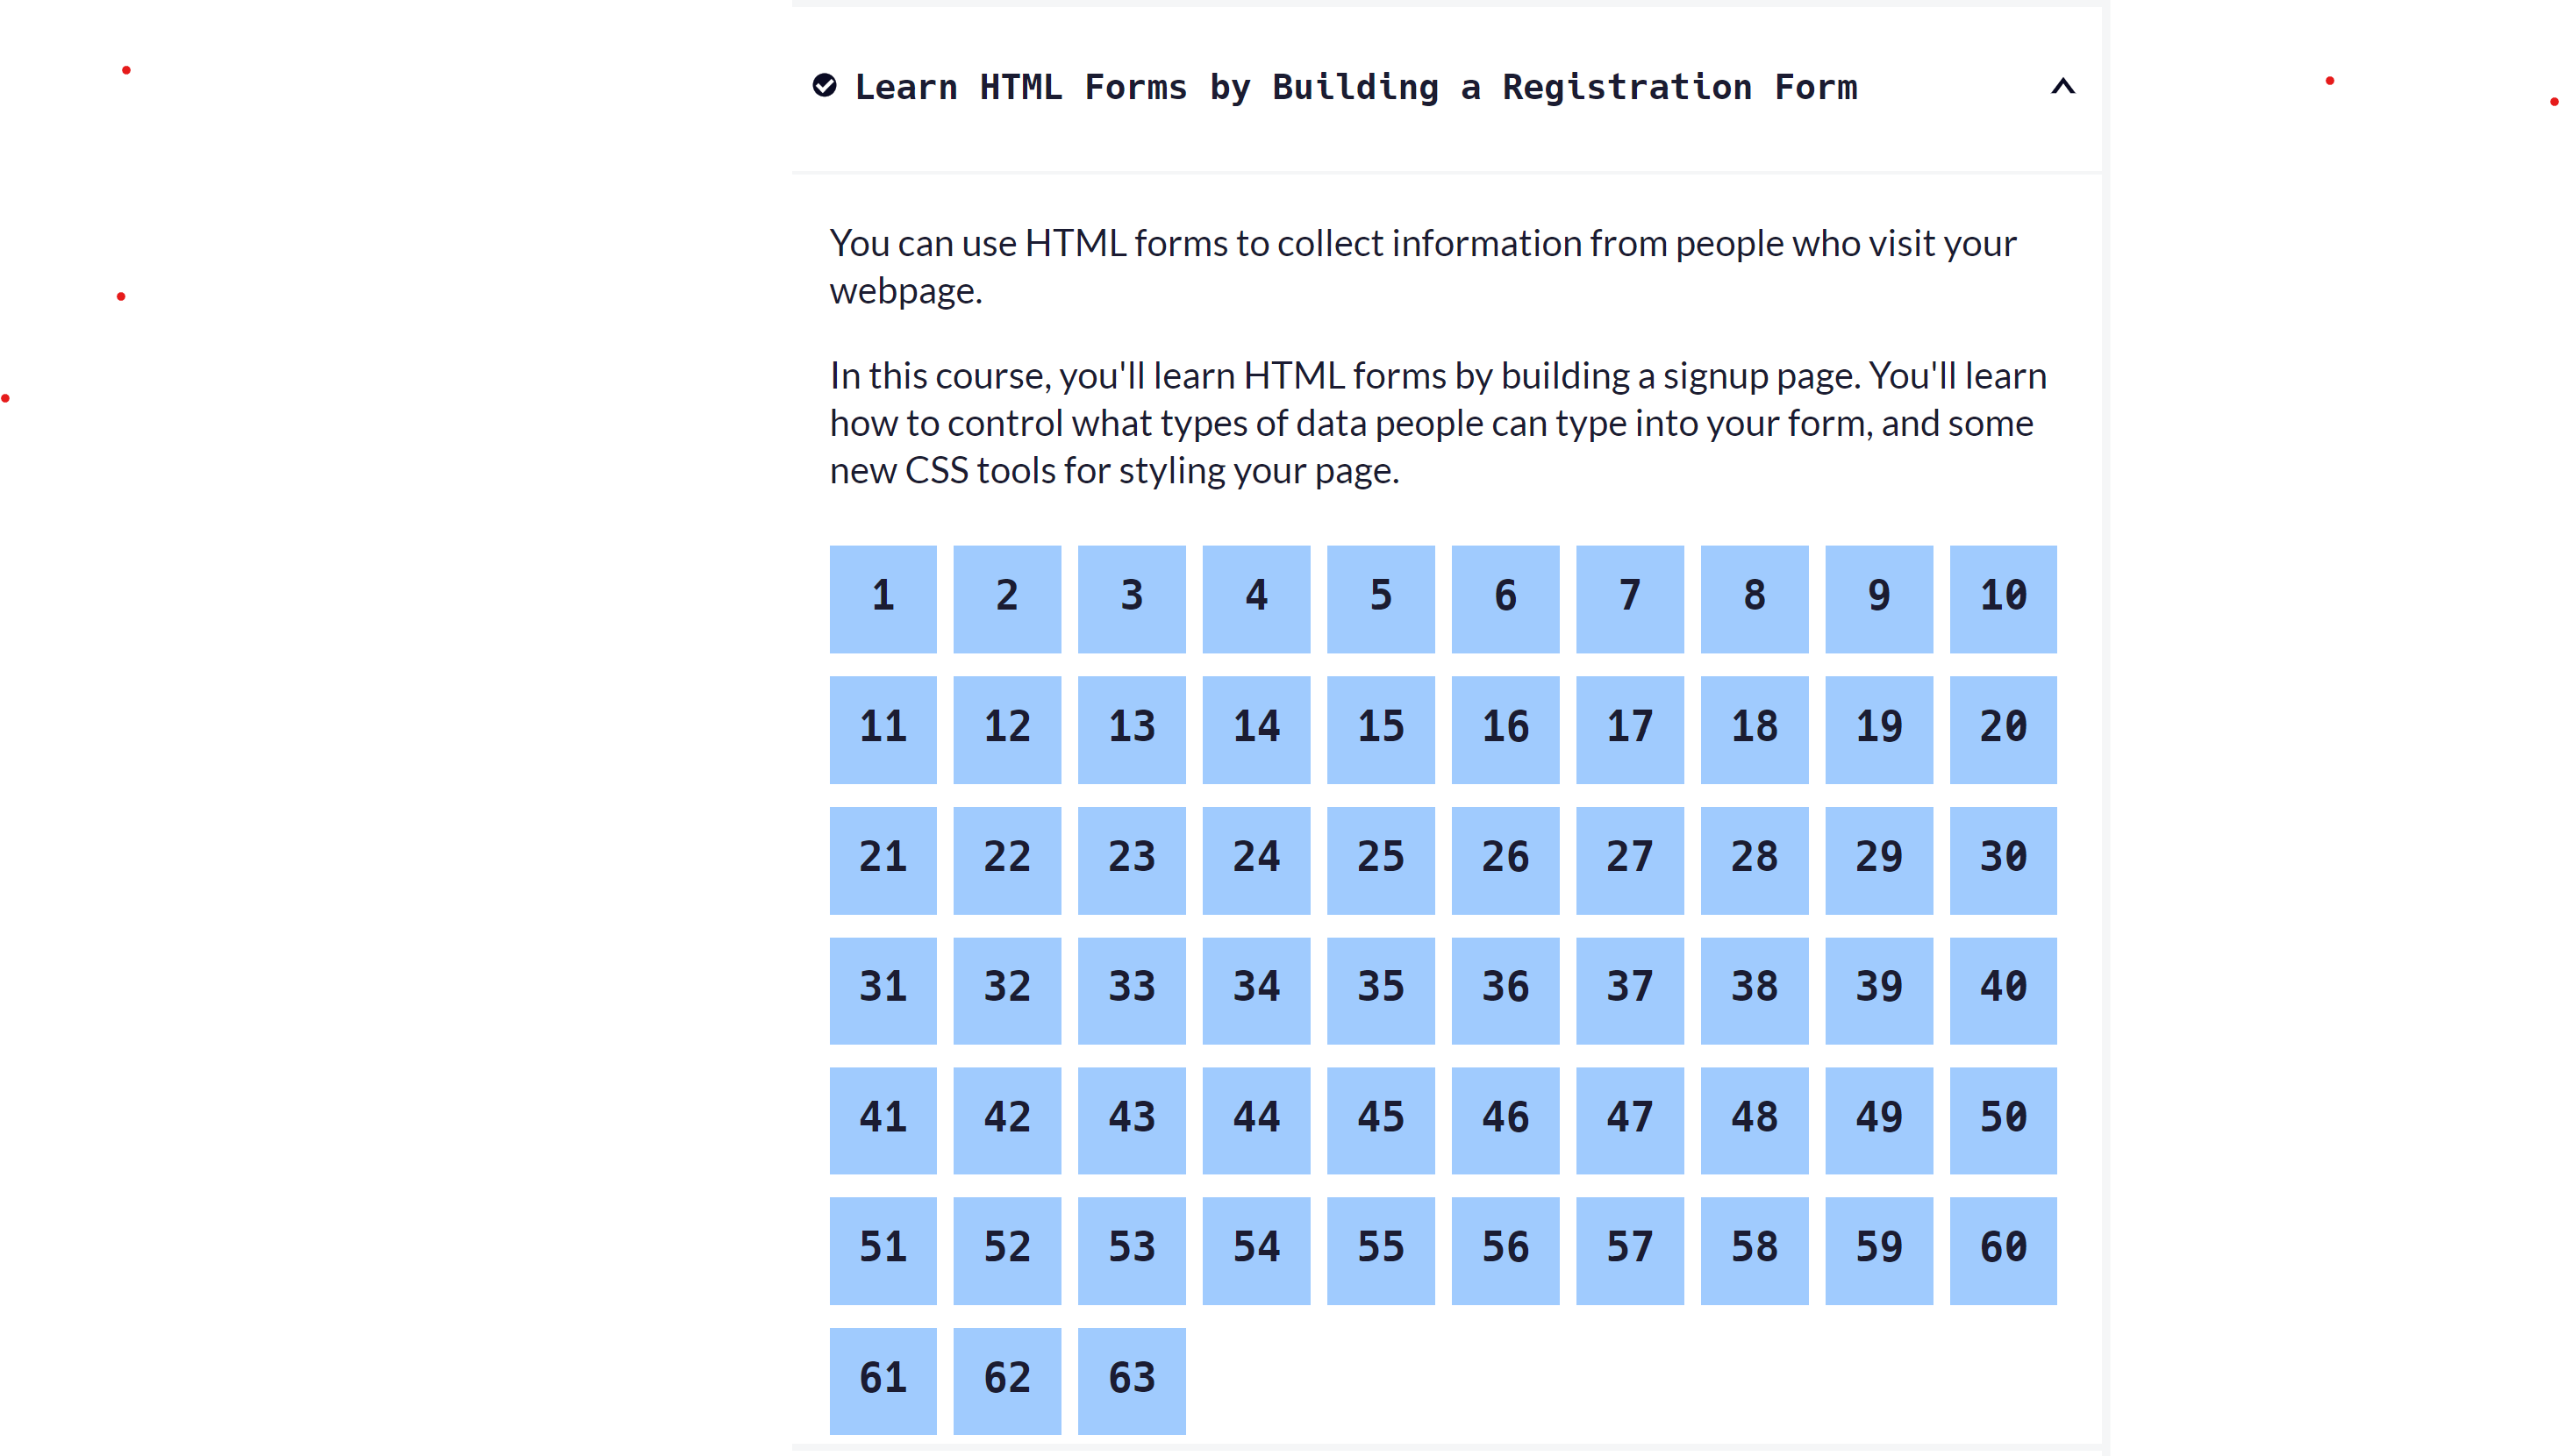 Learn HTML Forms by Building a Registration Form
You can use HTML forms to collect information from people who visit your
webpage.
In this course, you'll learn HTML forms by building a signup page. You'll learn
how to control what types of data people can type into your form, and some
new CSS tools for styling your page.
1 2 3 4 5 6 7 8 9 10
11 12 13 14 15 16 17 18 19 20
21 22 23 24 25 26 27 28 29 30
31 32 33 34 35 36 37 38 39 40
41 42 43 44 45 46 47 48 49 50
51 52 53 54 55 56 57 58 59 60
61 62 63